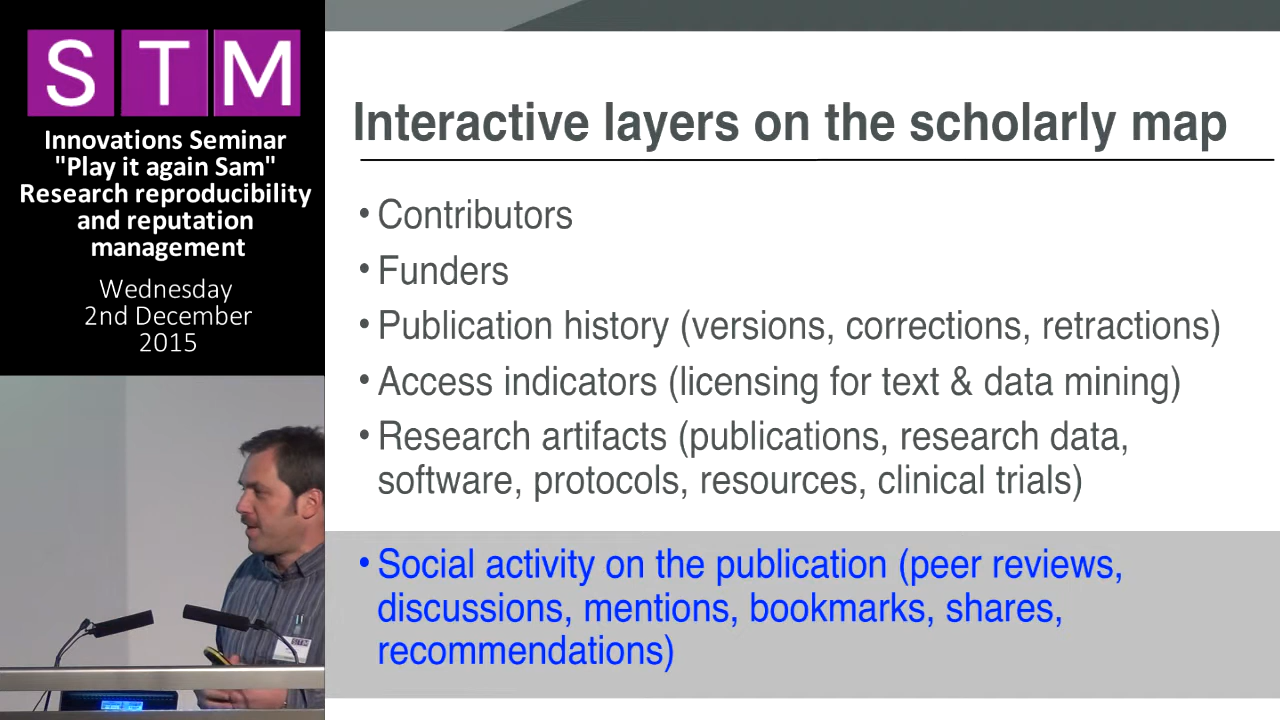 STM
Innovations Seminar
"Play it again Sam"
Research reproducibility
and reputation
management
Wednesday
2nd December
2015
Interactive layers on the scholarly map
• Contributors
• Funders
• Publication history (versions, corrections, retractions)
• Access indicators (licensing for text & data mining)
• Research artifacts (publications, research data,
software, protocols, resources, clinical trials)
• Social activity on the publication (peer reviews,
discussions, mentions, bookmarks, shares,
recommendations)
STM